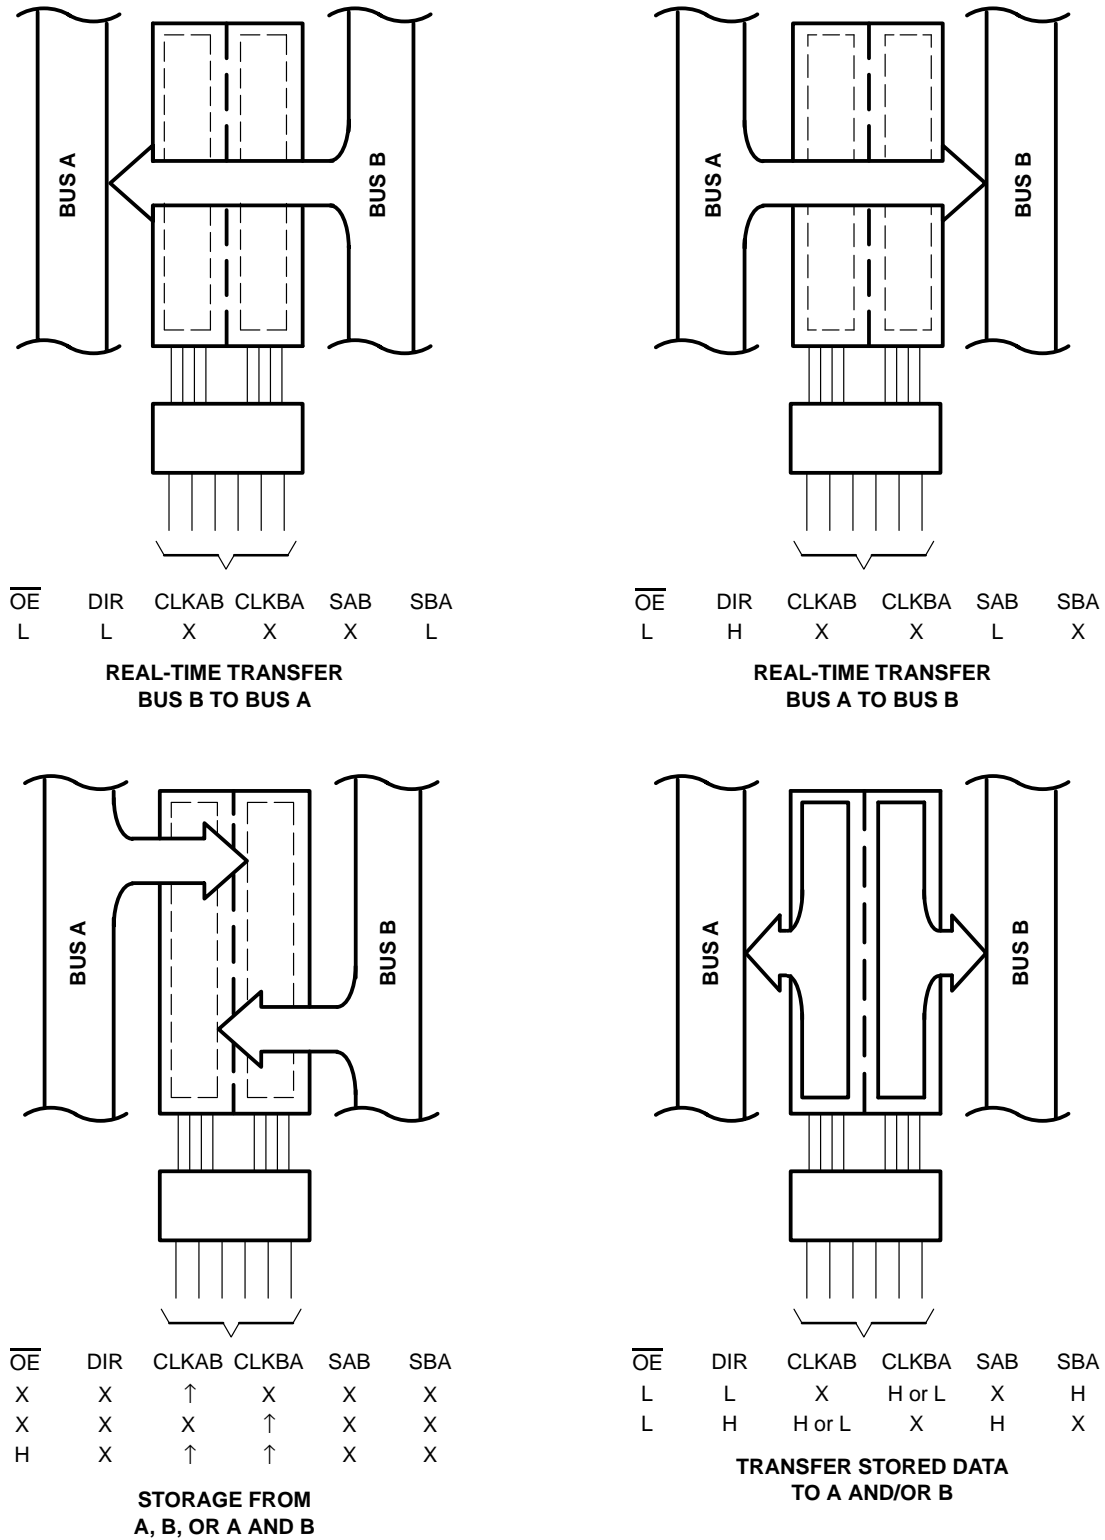 BUS A
BUS B
OE DIR CLKAB CLKBA SAB SBA
L L X X X L
REAL-TIME TRANSFER
BUS B TO BUS A
BUS A
BUS B
OE DIR CLKAB CLKBA SAB SBA
L H X X L X
REAL-TIME TRANSFER
BUS A TO BUS B
BUS A
BUS B
OE DIR CLKAB CLKBA SAB SBA
X X ↑ X X X
X X X ↑ X X
H X ↑ ↑ X X
STORAGE FROM
A, B, OR A AND B
BUS A
BUS B
OE DIR CLKAB CLKBA SAB SBA
L L X H or L X H
L H H or L X H X
TRANSFER STORED DATA
TO A AND/OR B